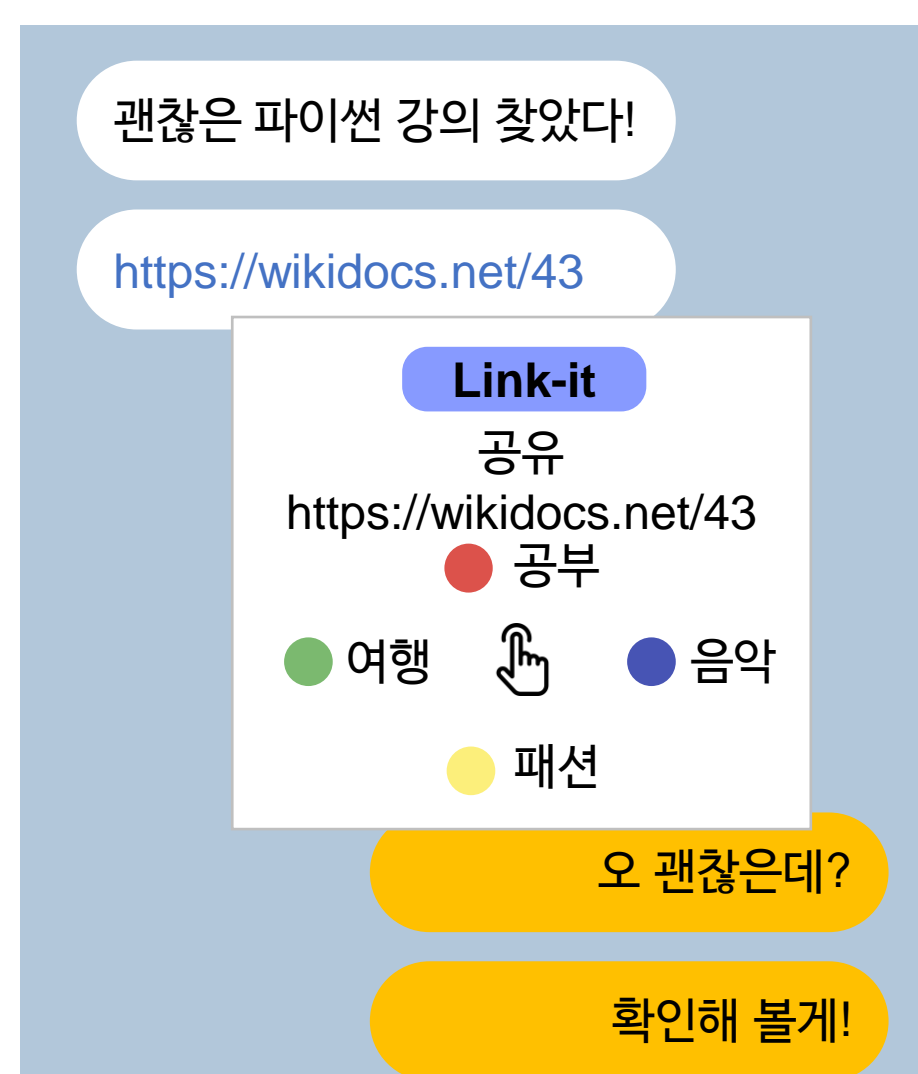 괜찮은 파이썬 강의 찾았다!
https://wikidocs.net/43
Link-it
공유
https://wikidocs.net/43
공부
여행 음악
패션
오 괜찮은데?
확인해 볼게!